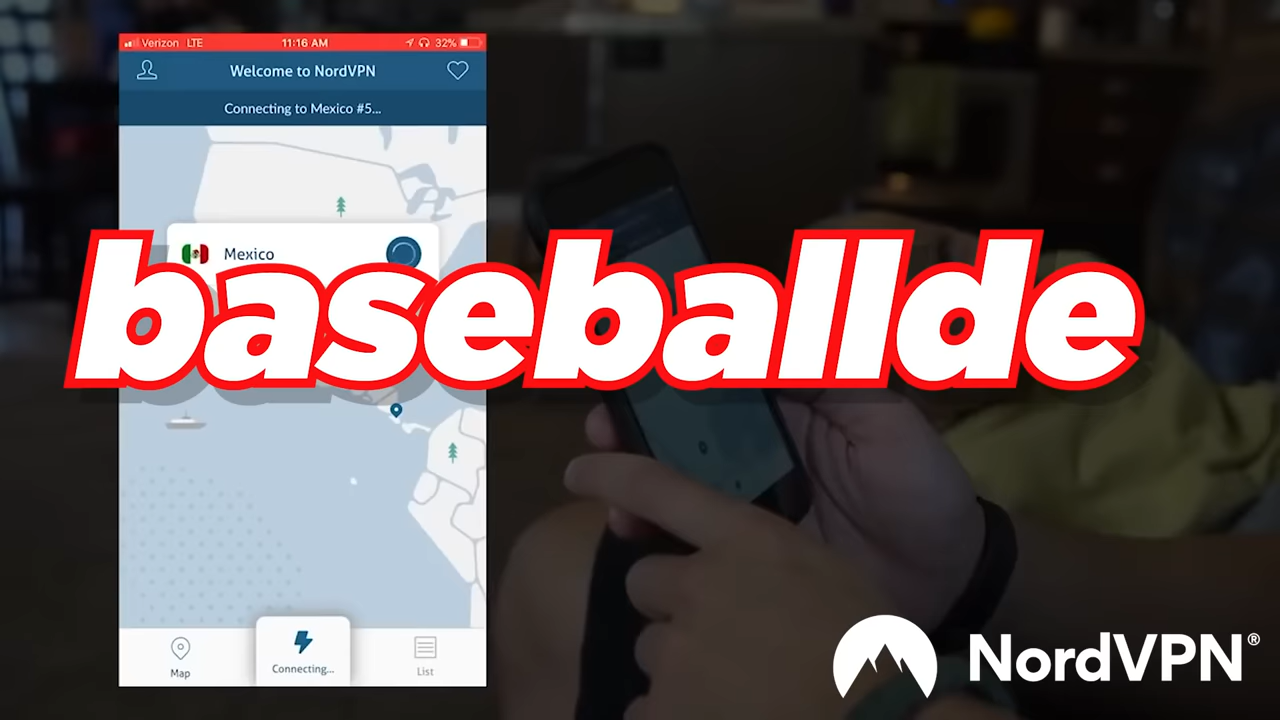 Verizon LTE 11:16 AM 32%
Welcome to NordVPN
Connecting to Mexico #5...
Mexico
baseballde
Map
Connecting...
List
NordVPN®